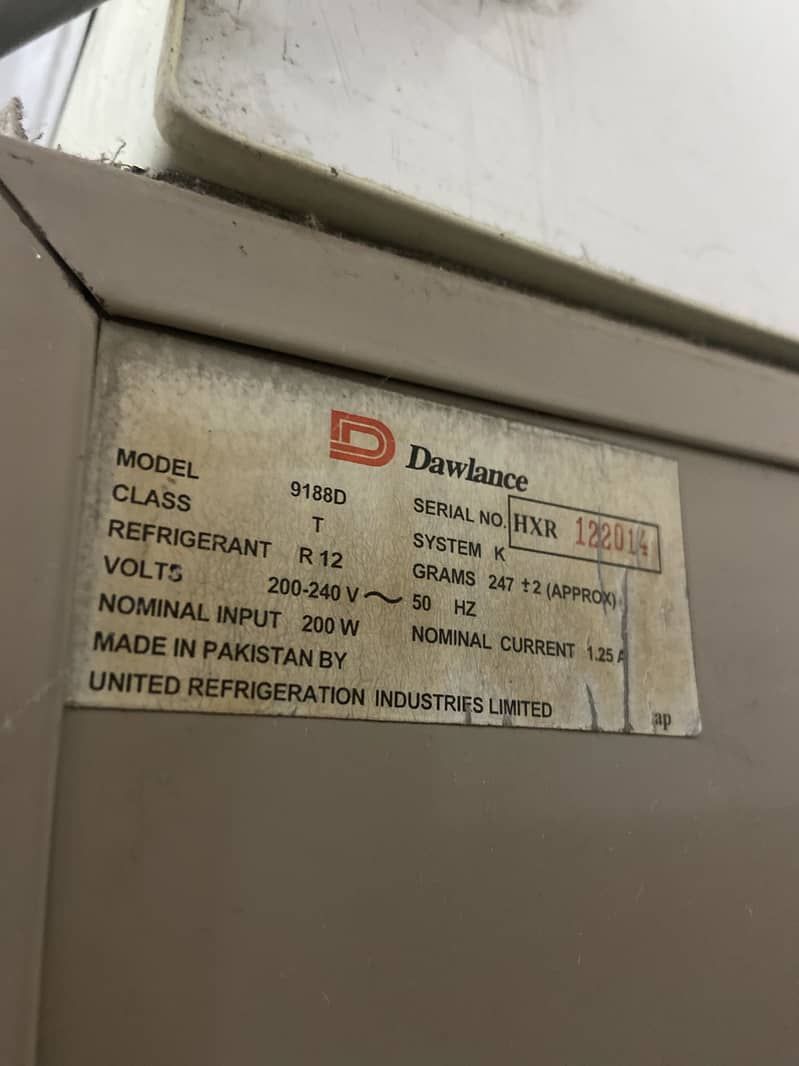 Dawlance
MODEL 9188D SERIAL NO. HXR 122014
CLASS T SYSTEM K
REFRIGERANT R 12 GRAMS 247 ±2 (APPROX)
VOLTS 200-240 V ~ 50 HZ
NOMINAL INPUT 200 W NOMINAL CURRENT 1.25 A
MADE IN PAKISTAN BY
UNITED REFRIGERATION INDUSTRIES LIMITED
ap